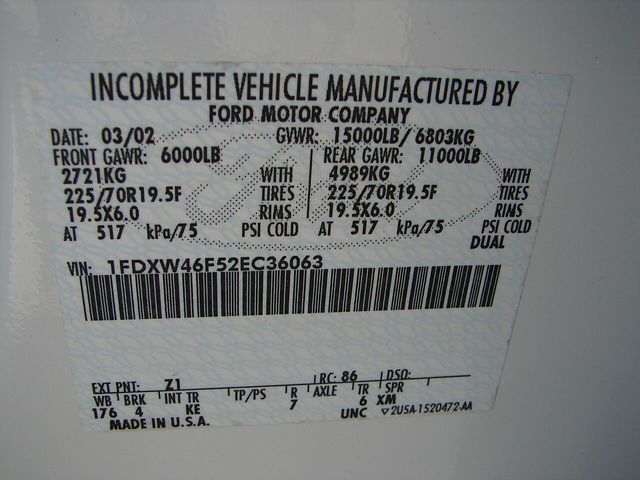 INCOMPLETE VEHICLE MANUFACTURED BY
FORD MOTOR COMPANY
DATE: 03/02 GVWR: 15000LB/ 6803KG
FRONT GAWR: 6000LB REAR GAWR: 11000LB
2721KG WITH 4989KG WITH
225/70R19.5F TIRES 225/70R19.5F TIRES
19.5X6.0 RIMS 19.5X6.0 RIMS
AT 517 kPa/75 PSI COLD AT 517 kPa/75 PSI COLD
DUAL
VIN: 1FDXW46F52EC36063
EXT PNT: Z1 RC: 86 DSO:
WB BRK INT TR TP/PS R AXLE TR SPR
176 4 KE 7 6 XM
MADE IN U.S.A. UNC 2U5A-1520472-AA